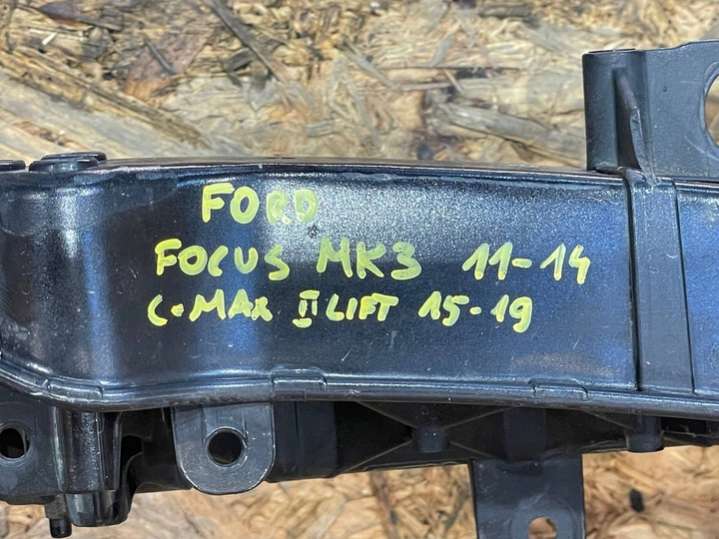 FORD
FOCUS MK3 11-14
C-MAX II LIFT 15-19